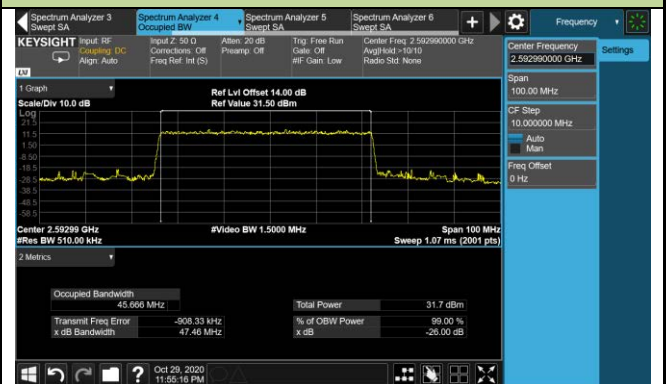 Spectrum Analyzer 3
Swept SA
Spectrum Analyzer 4
Occupied BW
Spectrum Analyzer 5
Swept SA
Spectrum Analyzer 6
Swept SA
Frequency
KEYSIGHT
Input: RF
Coupling: DC
Align: Auto
Input Z: 50 Ω
Corrections: Off
Freq Ref: Int (S)
Atten: 20 dB
Preamp: Off
Trig: Free Run
Gate: Off
#IF Gain: Low
Center Freq: 2.592990000 GHz
Avg|Hold:>10/10
Radio Std: None
LXI
Center Frequency
2.592990000 GHz
Settings
Span
100.00 MHz
CF Step
10.000000 MHz
Auto
Man
Freq Offset
0 Hz
1 Graph
Scale/Div 10.0 dB
Ref Lvl Offset 14.00 dB
Ref Value 31.50 dBm
Log
21.5
11.5
1.50
-8.50
-18.5
-28.5
-38.5
-48.5
-58.5
Center 2.59299 GHz
#Res BW 510.00 kHz
#Video BW 1.5000 MHz
Span 100 MHz
Sweep 1.07 ms (2001 pts)
2 Metrics
Occupied Bandwidth
45.666 MHz
Total Power 31.7 dBm
Transmit Freq Error -908.33 kHz
% of OBW Power 99.00 %
x dB Bandwidth 47.46 MHz
x dB -26.00 dB
?
Oct 29, 2020
11:55:16 PM